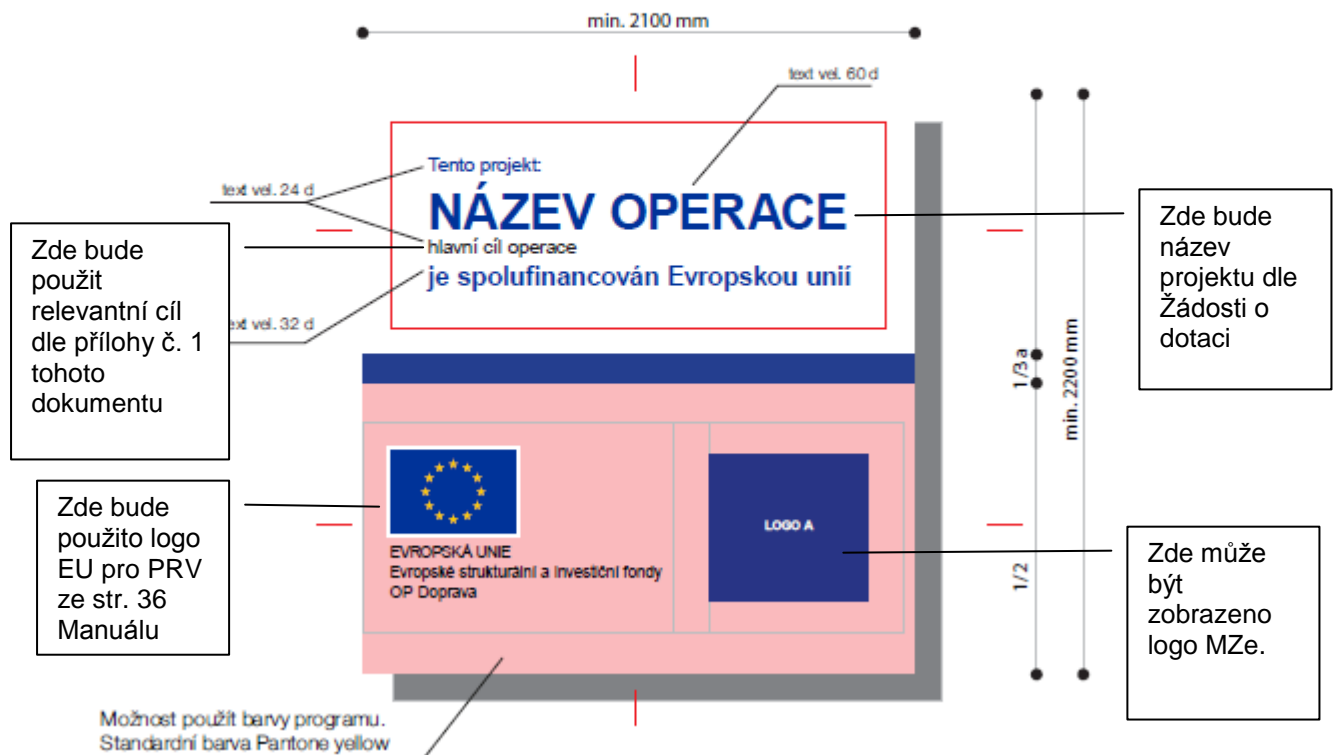 min. 2100 mm
text vel. 60 d
Tento projekt:
text vel. 24 d
NÁZEV OPERACE
hlavní cíl operace
je spolufinancován Evropskou unií
text vel. 32 d
Zde bude
použit
relevantní cíl
dle přílohy č. 1
tohoto
dokumentu
Zde bude
název
projektu dle
Žádosti o
dotaci
1/3 a
min. 2200 mm
1/2
Zde bude
použito logo
EU pro PRV
ze str. 36
Manuálu
EVROPSKÁ UNIE
Evropské strukturální a investiční fondy
OP Doprava
LOGO A
Zde může
být
zobrazeno
logo MZe.
Možnost použít barvy programu.
Standardní barva Pantone yellow